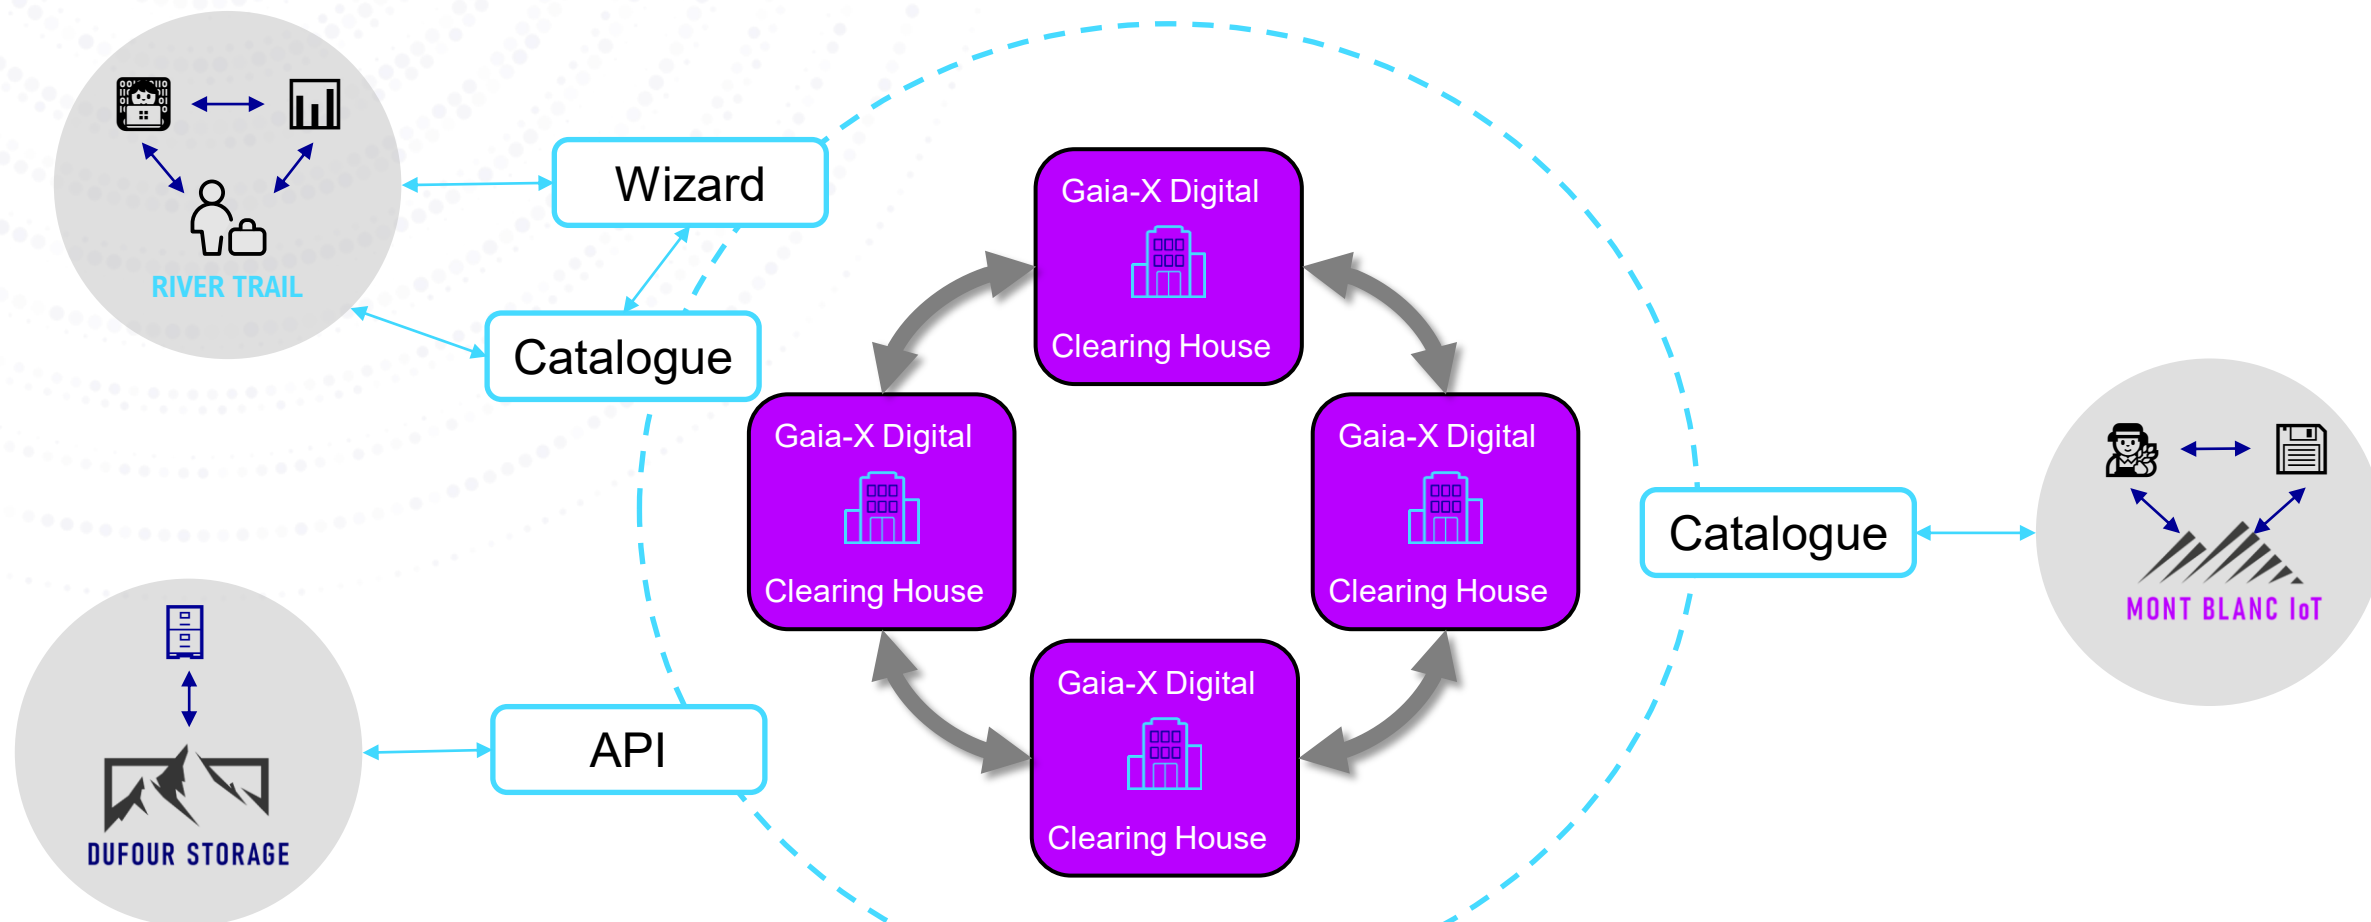 RIVER TRAIL
Wizard
Catalogue
Gaia-X Digital
Clearing House
Gaia-X Digital
Clearing House
Gaia-X Digital
Clearing House
Catalogue
MONT BLANC IoT
API
DUFOUR STORAGE
Gaia-X Digital
Clearing House